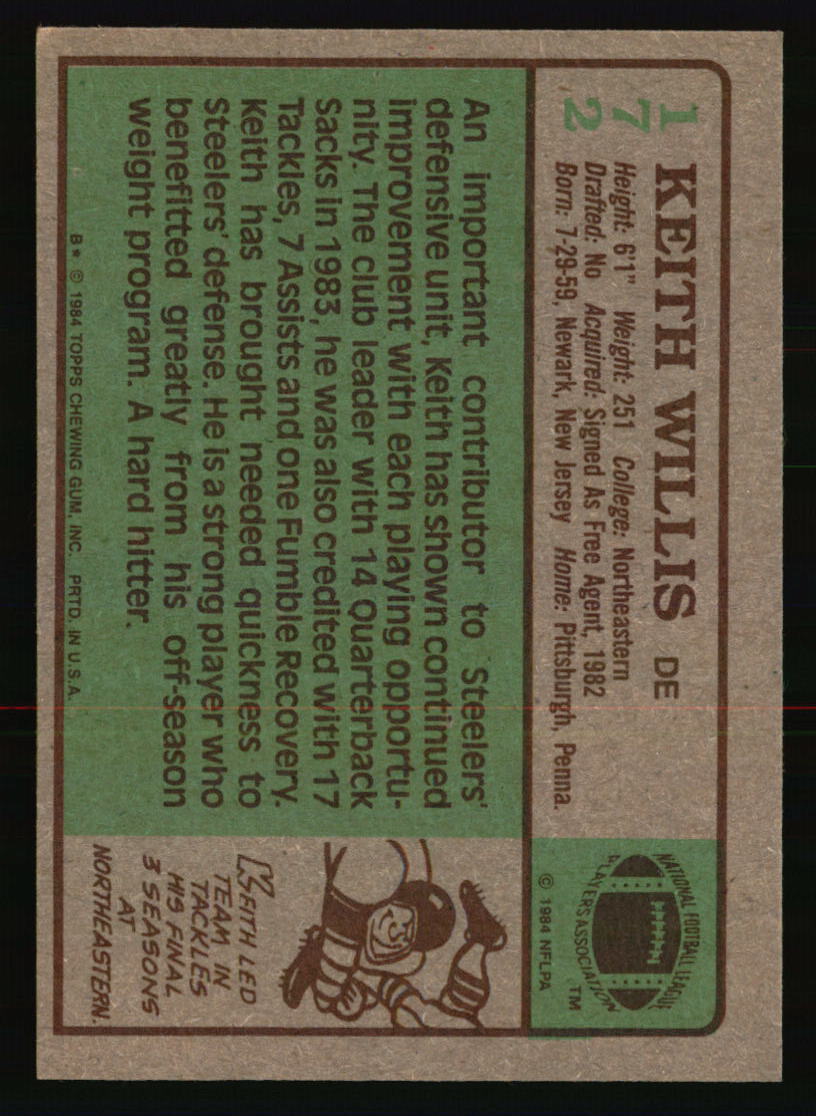 172
KEITH WILLIS DE
Height: 6'1" Weight: 251 College: Northeastern
Drafted: No Acquired: Signed As Free Agent, 1982
Born: 7-29-59, Newark, New Jersey Home: Pittsburgh, Penna.
NATIONAL FOOTBALL LEAGUE
PLAYERS ASSOCIATION
TM
© 1984 NFLPA
An important contributor to Steelers'
defensive unit, Keith has shown continued
improvement with each playing opportu-
nity. The club leader with 14 Quarterback
Sacks in 1983, he was also credited with 17
Tackles, 7 Assists and one Fumble Recovery.
Keith has brought needed quickness to
Steelers' defense. He is a strong player who
benefitted greatly from his off-season
weight program. A hard hitter.
KEITH LED
TEAM IN
TACKLES
HIS FINAL
3 SEASONS
AT
NORTHEASTERN.
B* © 1984 TOPPS CHEWING GUM, INC. PRTD. IN U.S.A.